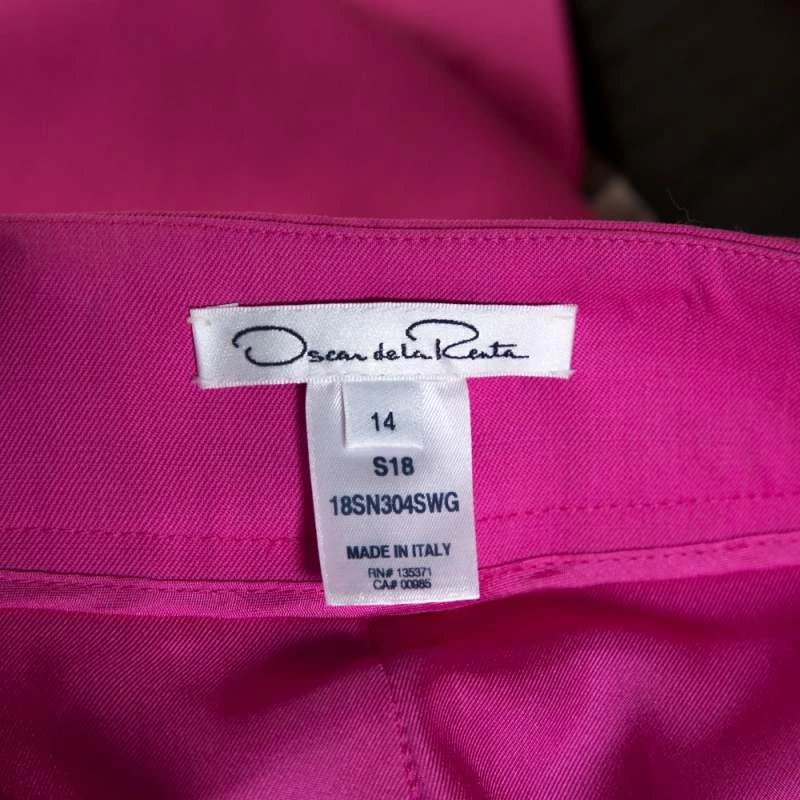 Oscar de la Renta
14
S18
18SN304SWG
MADE IN ITALY
RN# 135371
CA# 00985